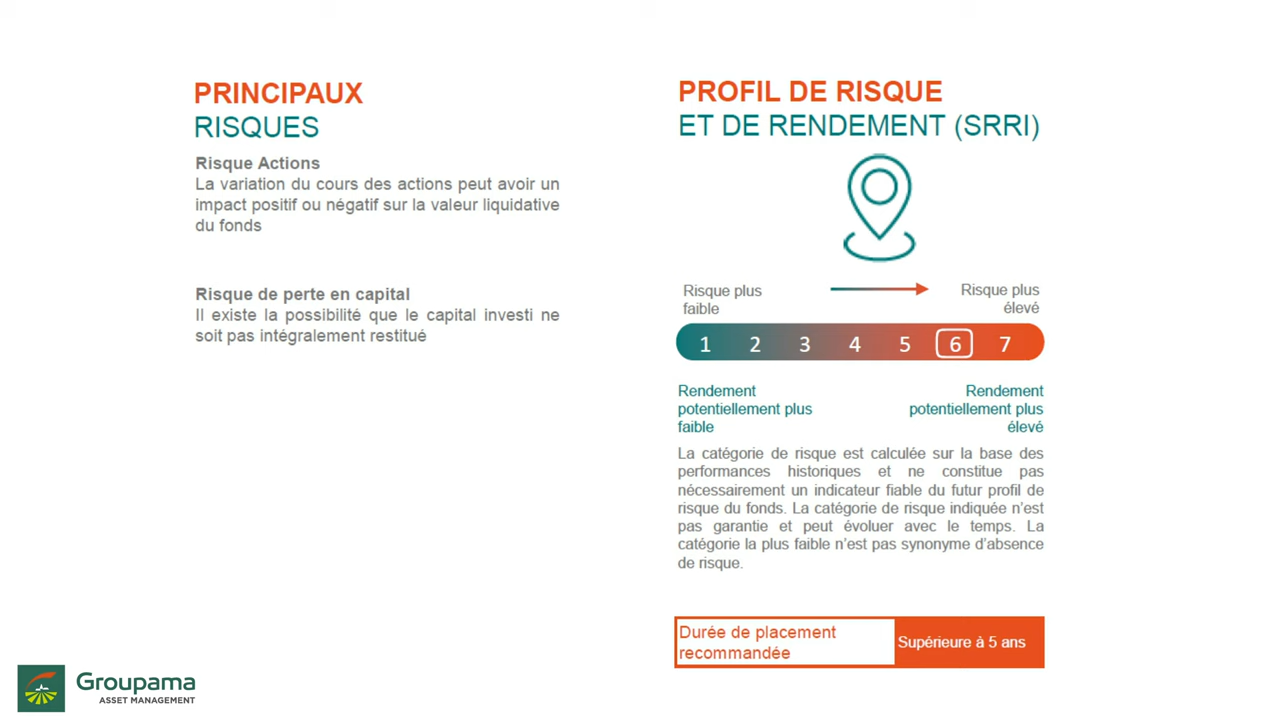 PRINCIPAUX
RISQUES
Risque Actions
La variation du cours des actions peut avoir un
impact positif ou négatif sur la valeur liquidative
du fonds
Risque de perte en capital
Il existe la possibilité que le capital investi ne
soit pas intégralement restitué
PROFIL DE RISQUE
ET DE RENDEMENT (SRRI)
Risque plus
faible
Risque plus
élevé
1 2 3 4 5 6 7
Rendement
potentiellement plus
faible
Rendement
potentiellement plus
élevé
La catégorie de risque est calculée sur la base des
performances historiques et ne constitue pas
nécessairement un indicateur fiable du futur profil de
risque du fonds. La catégorie de risque indiquée n’est
pas garantie et peut évoluer avec le temps. La
catégorie la plus faible n’est pas synonyme d’absence
de risque.
Durée de placement
recommandée
Supérieure à 5 ans
Groupama
ASSET MANAGEMENT